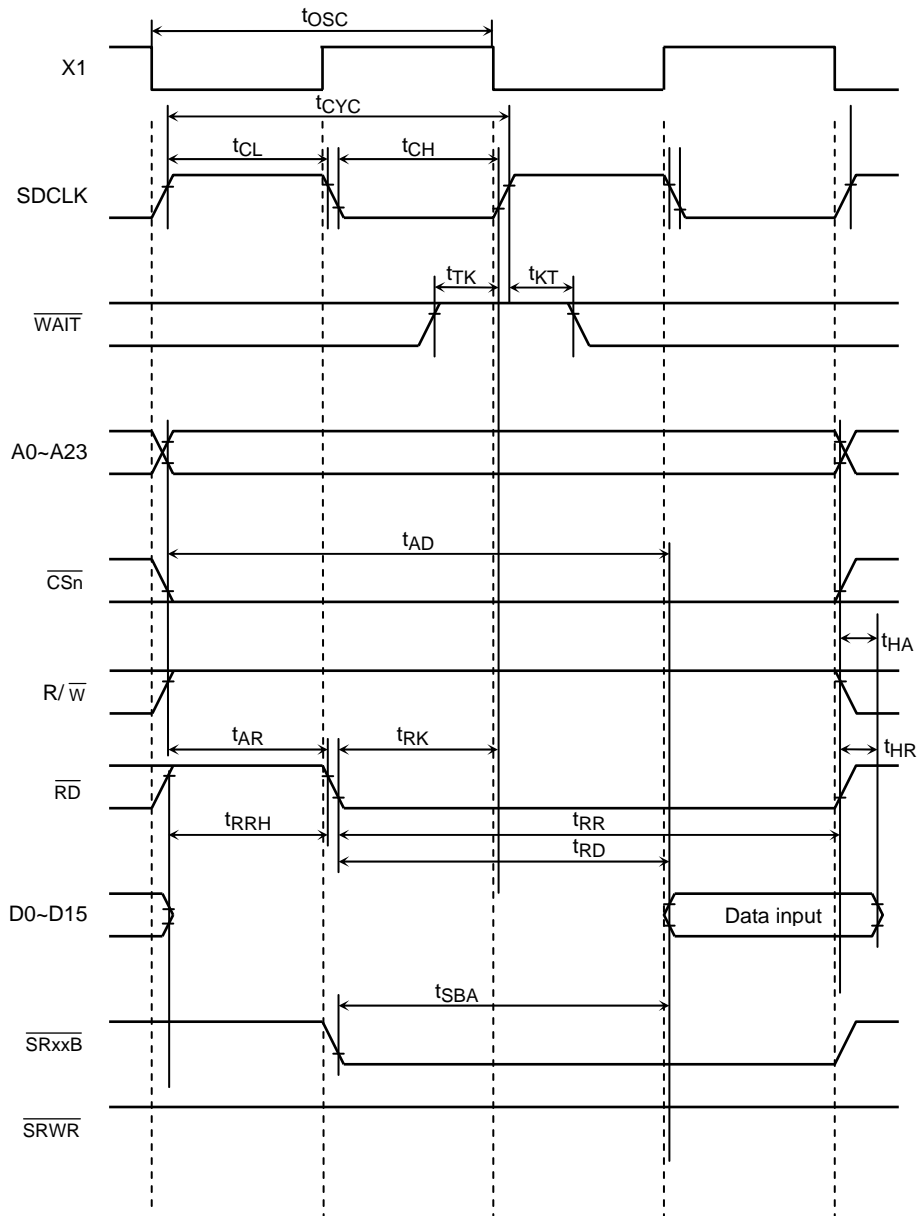 tOSC
X1
tCYC
tCL
tCH
SDCLK
tTK
tKT
WAIT
A0~A23
tAD
CSn
tHA
R/W
tAR
tRK
tHR
RD
tRRH
tRR
tRD
D0~D15
Data input
tSBA
SRxxB
SRWR